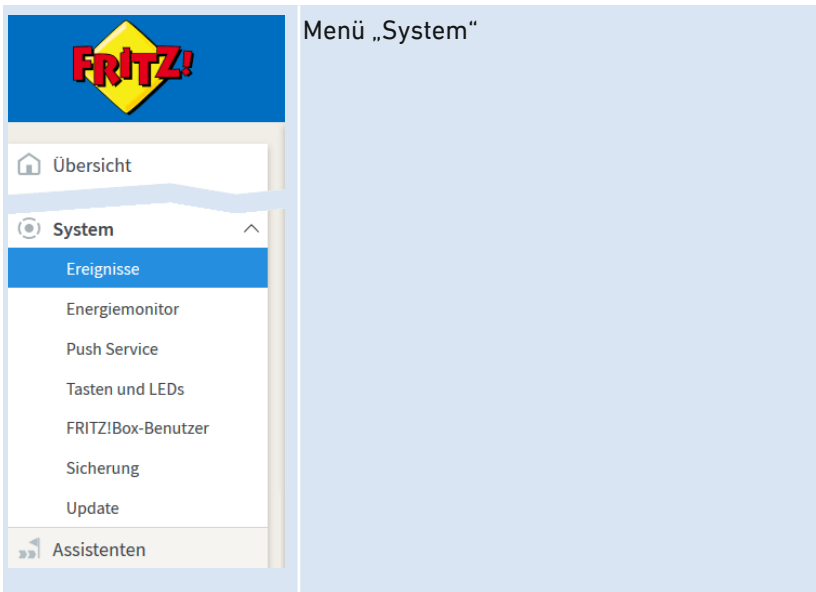 FRITZ!
Menü „System“
Übersicht
System
Ereignisse
Energiemonitor
Push Service
Tasten und LEDs
FRITZ!Box-Benutzer
Sicherung
Update
Assistenten